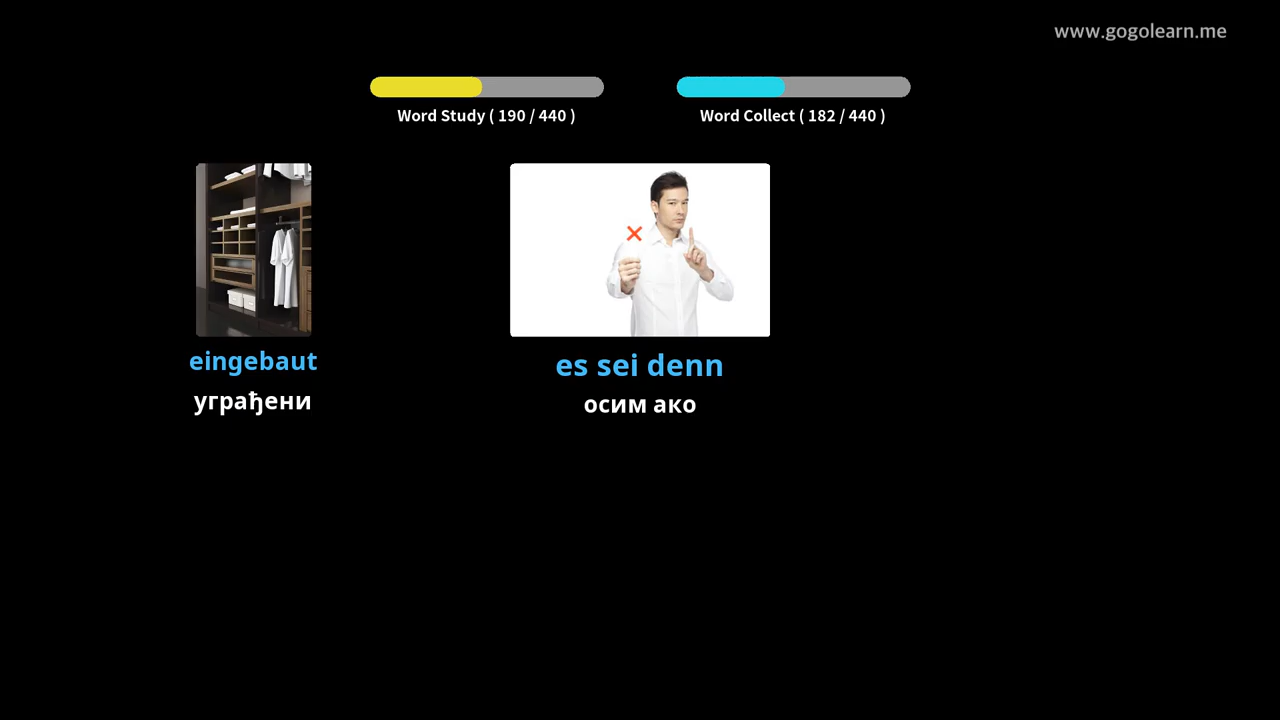 www.gogolearn.me
Word Study ( 190 / 440 )
Word Collect ( 182 / 440 )
eingebaut
уграђени
es sei denn
осим ако